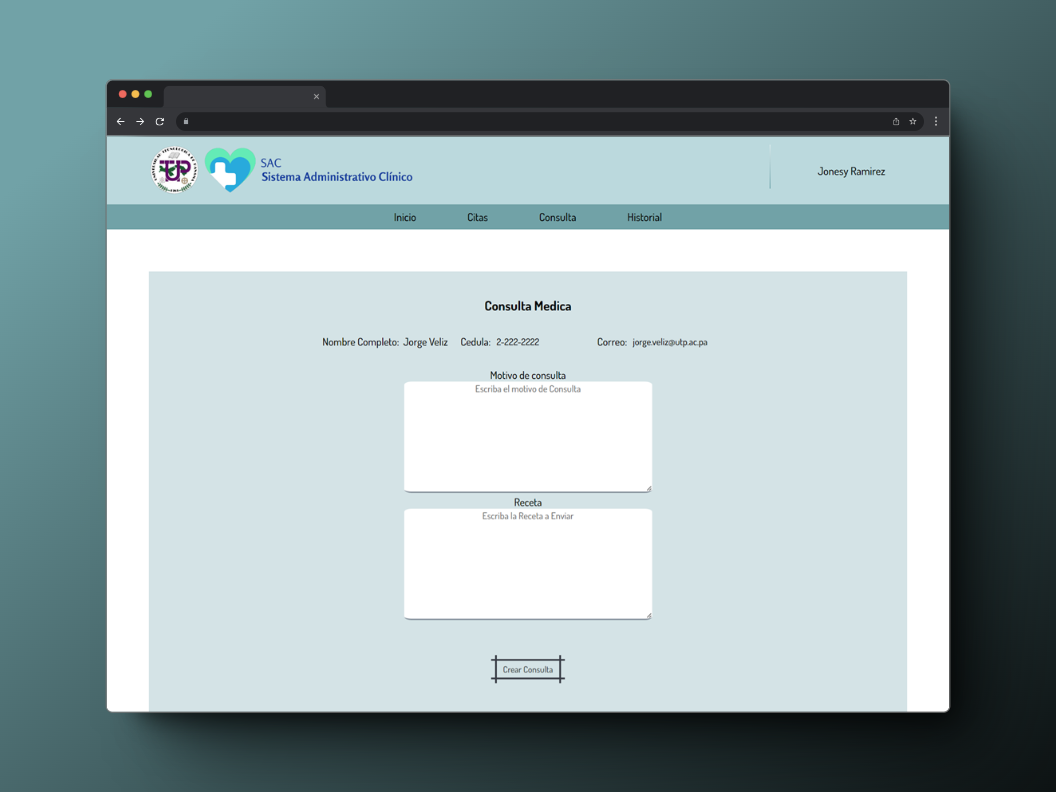 SAC
Sistema Administrativo Clínico
Jonesy Ramirez
Inicio Citas Consulta Historial
Consulta Medica
Nombre Completo: Jorge Veliz Cedula: 2-222-2222 Correo: jorge.veliz@utp.ac.pa
Motivo de consulta
Escriba el motivo de Consulta
Receta
Escriba la Receta a Enviar
Crear Consulta